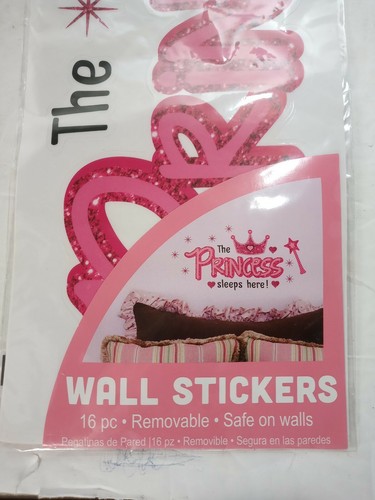 The
PRIN
The
PRINCESS
sleeps here!
WALL STICKERS
16 pc • Removable • Safe on walls
Pegatinas de Pared |16 pz • Removible • Segura en las paredes